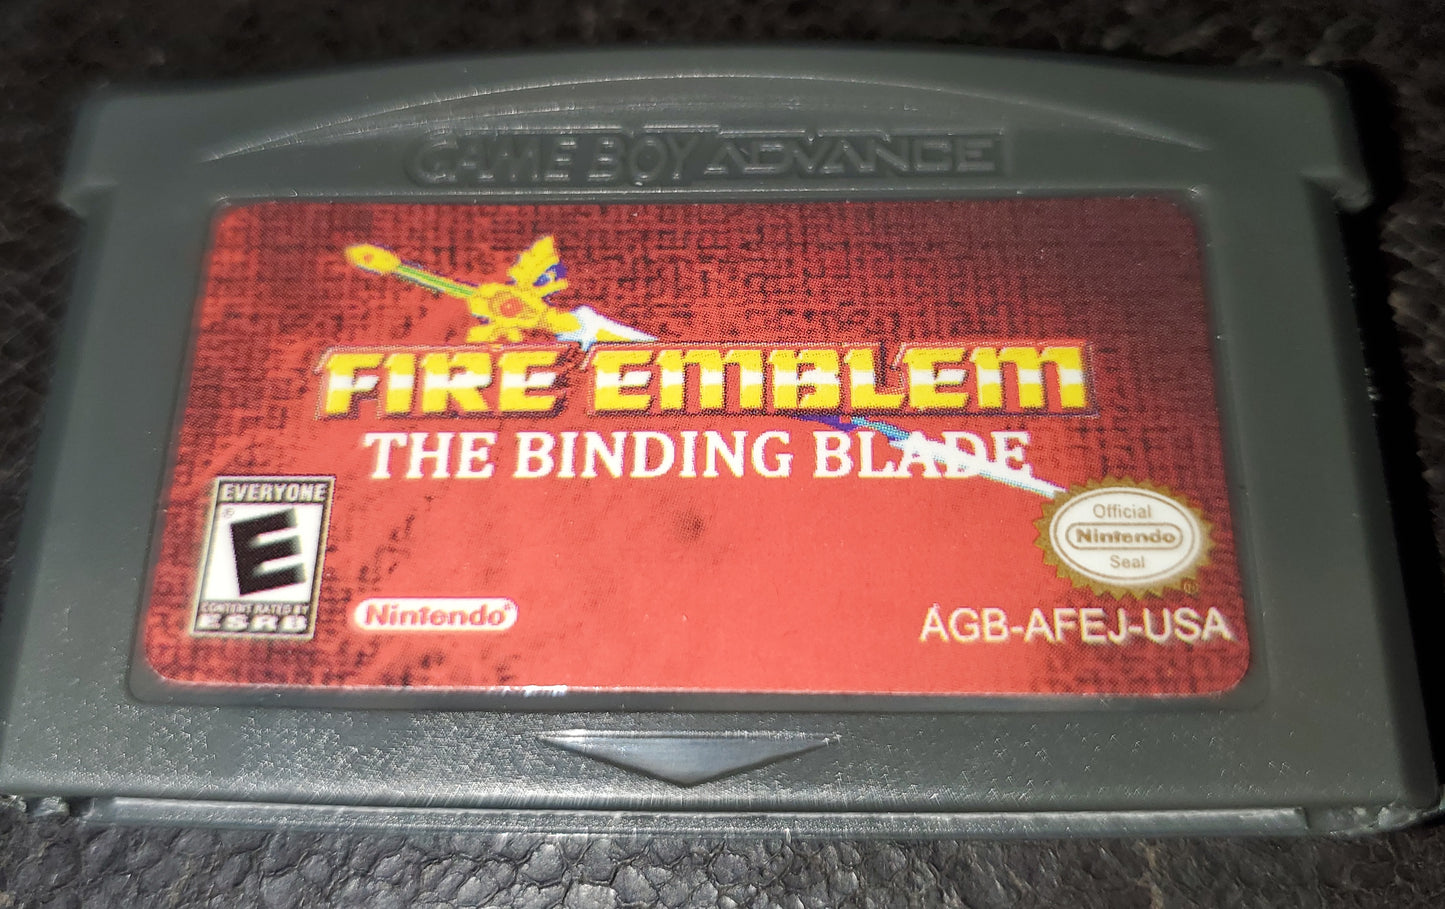 GAME BOY ADVANCE
FIRE EMBLEM
THE BINDING BLADE
EVERYONE
E
CONTENT RATED BY
ESRB
Nintendo®
Official
Nintendo
Seal
AGB-AFEJ-USA